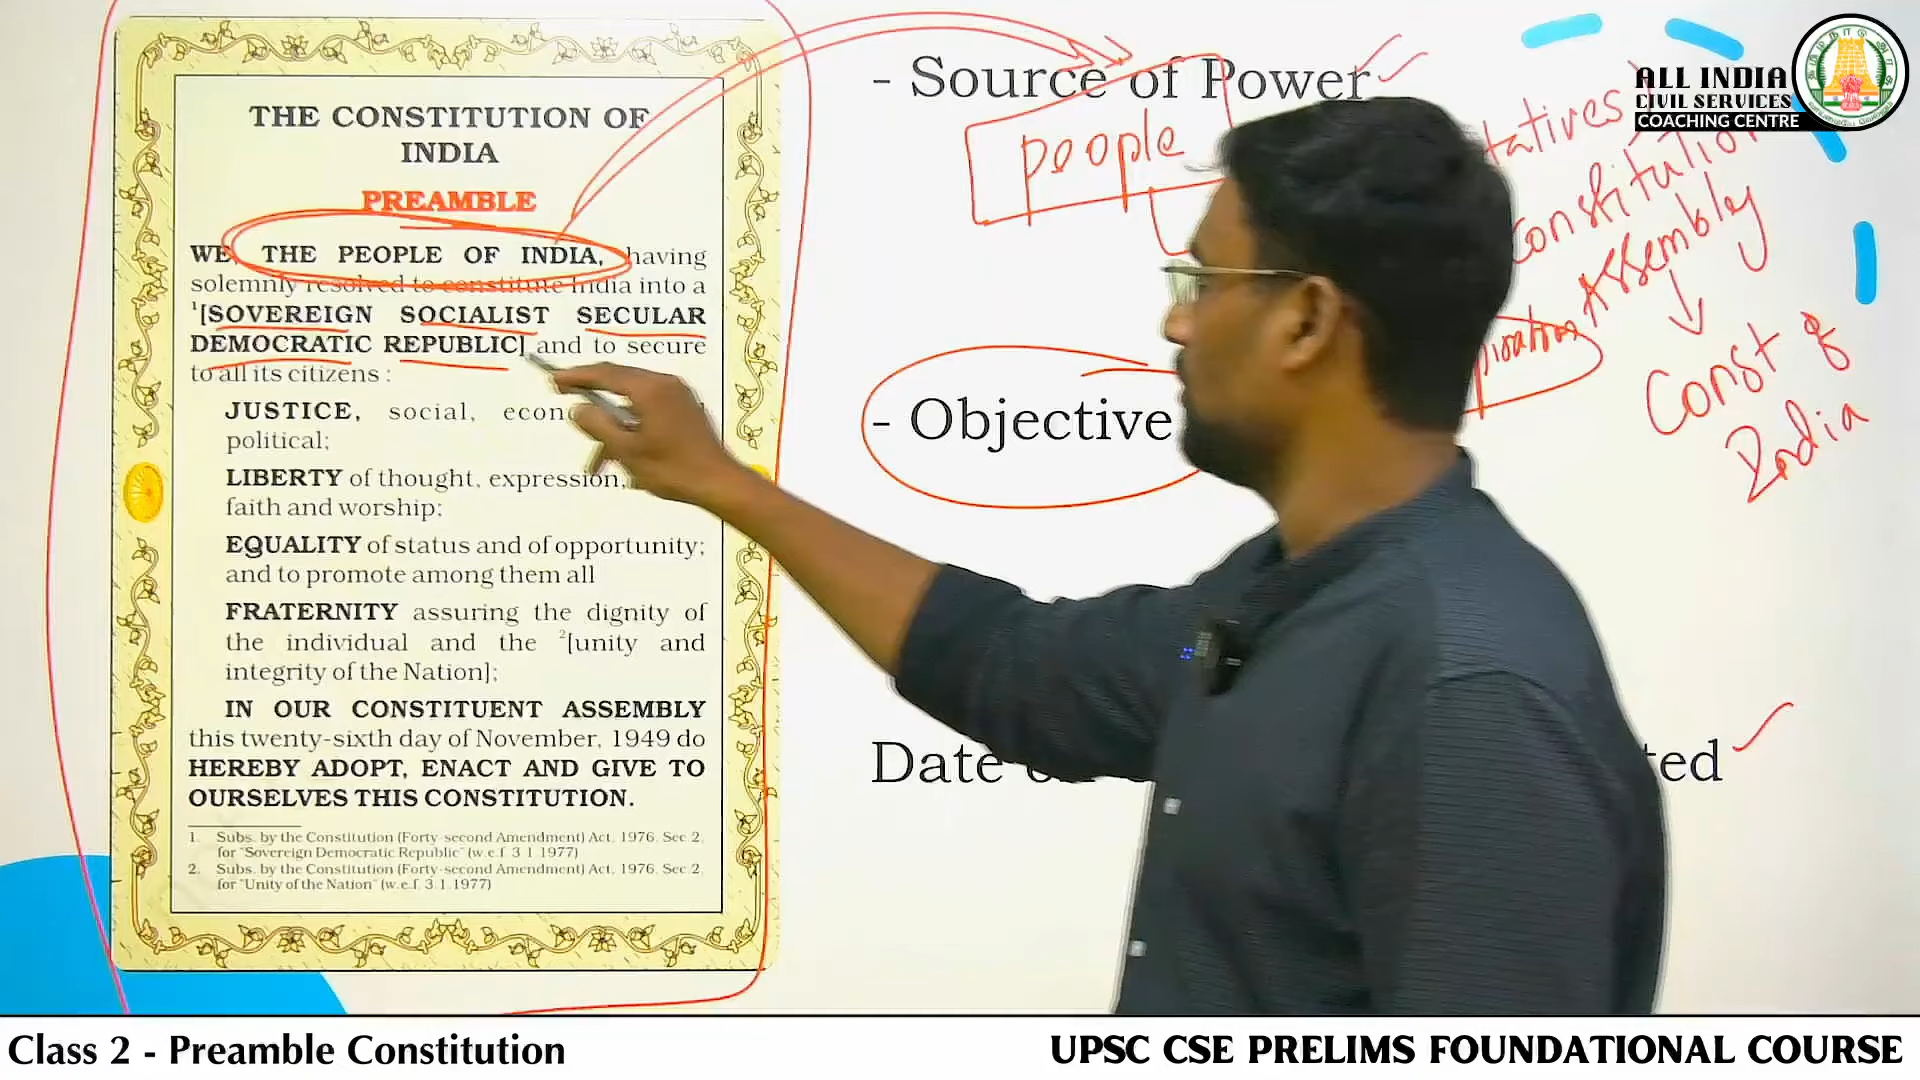 THE CONSTITUTION OF
INDIA
PREAMBLE
WE, THE PEOPLE OF INDIA, having
solemnly resolved to constitute India into a
1[SOVEREIGN SOCIALIST SECULAR
DEMOCRATIC REPUBLIC] and to secure
to all its citizens :
JUSTICE, social,
political;
LIBERTY of thought, expression,
faith and worship;
EQUALITY of status and of opportunity;
and to promote among them all
FRATERNITY assuring the dignity of
the individual and the 2[unity and
integrity of the Nation];
IN OUR CONSTITUENT ASSEMBLY
this twenty-sixth day of November, 1949 do
HEREBY ADOPT, ENACT AND GIVE TO
OURSELVES THIS CONSTITUTION.
1. Subs. by the Constitution (Forty-second Amendment) Act, 1976, Sec.2,
for "Sovereign Democratic Republic" (w.e.f. 3.1.1977)
2. Subs. by the Constitution (Forty-second Amendment) Act, 1976, Sec.2,
for "Unity of the Nation" (w.e.f. 3.1.1977)
- Source of Power
people
- Objective
Date
Assembly
Const of
India
ALL INDIA
CIVIL SERVICES
COACHING CENTRE
Class 2 - Preamble Constitution
UPSC CSE PRELIMS FOUNDATIONAL COURSE